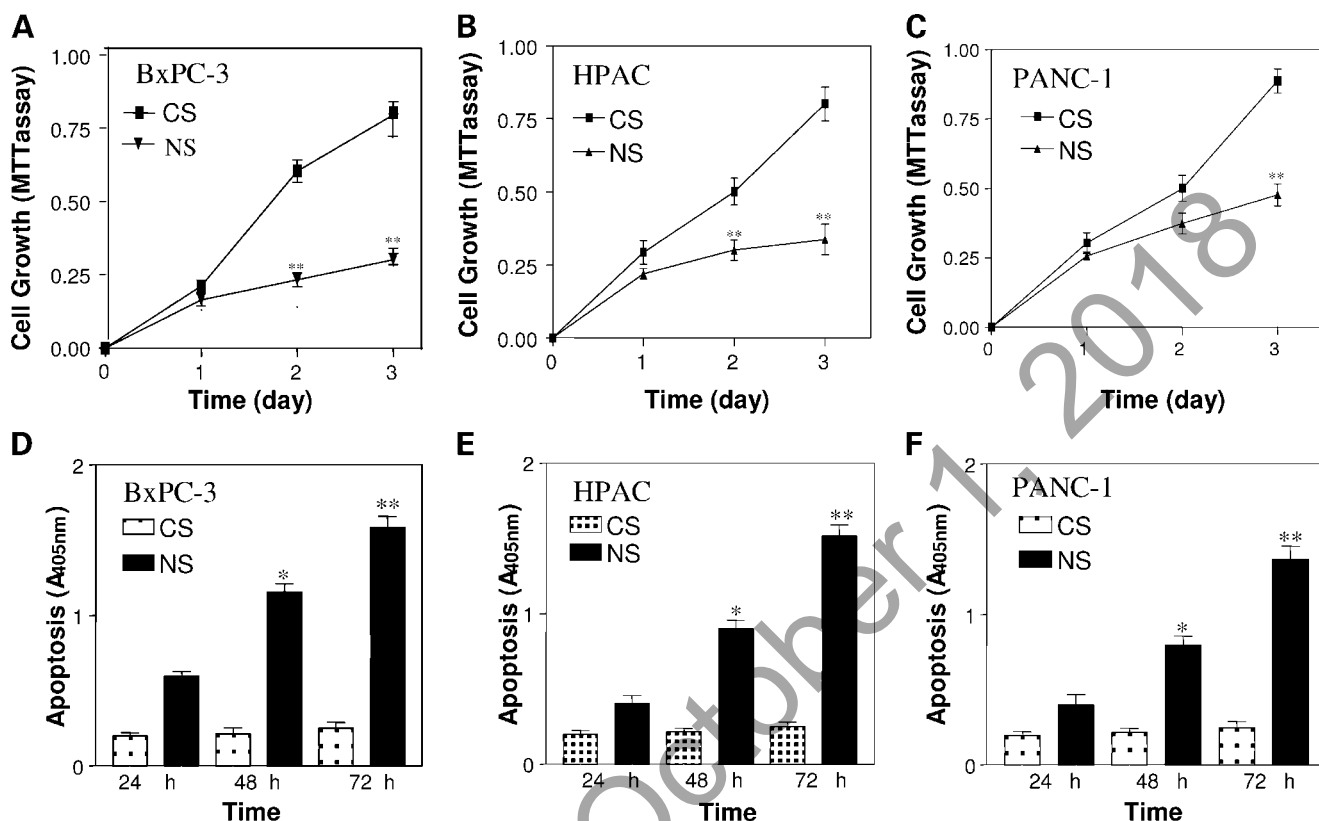 A
Cell Growth (MTTassay)
1.00
0.75
0.50
0.25
0.00
BxPC-3
CS
NS
**
**
0 1 2 3
Time (day)
B
Cell Growth (MTTassay)
1.00
0.75
0.50
0.25
0.00
HPAC
CS
NS
**
**
0 1 2 3
Time (day)
C
Cell Growth (MTTassay)
1.00
0.75
0.50
0.25
0.00
PANC-1
CS
NS
**
0 1 2 3
Time (day)
D
Apoptosis (A405nm)
2
1
0
BxPC-3
CS
NS
*
**
24 h 48 h 72 h
Time
E
Apoptosis (A405nm)
2
1
0
HPAC
CS
NS
*
**
24 h 48 h 72 h
Time
F
Apoptosis (A405nm)
2
1
0
PANC-1
CS
NS
*
**
24 h 48 h 72 h
Time
October 1, 2018